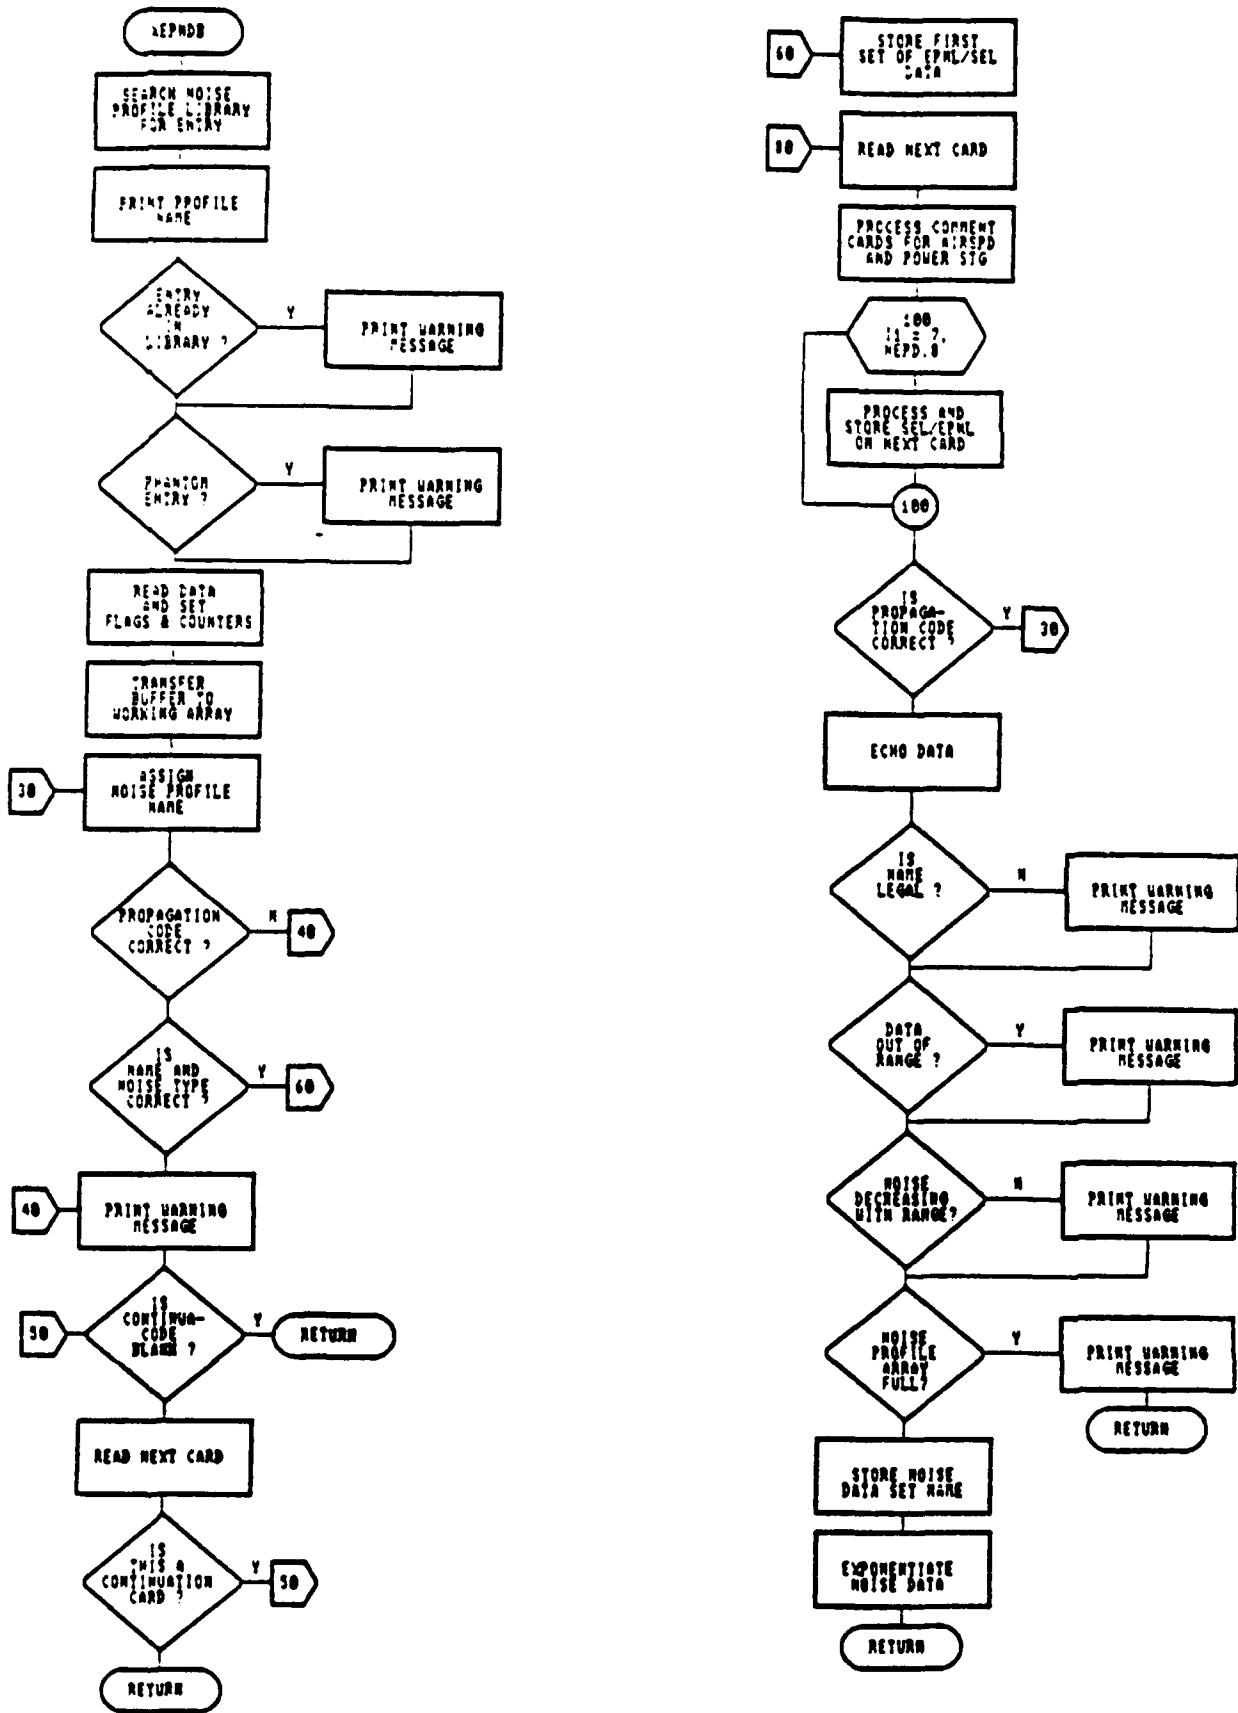 SEARCH NOISE
PROFILE LIBRARY
FOR ENTRY
PRINT PROFILE
NAME
ENTRY
ALREADY
IN
LIBRARY ?
Y
PRINT WARNING
MESSAGE
PHANTOM
ENTRY ?
Y
PRINT WARNING
MESSAGE
READ DATA
AND SET
FLAGS & COUNTERS
TRANSFER
BUFFER TO
WORKING ARRAY
30
ASSIGN
NOISE PROFILE
NAME
PROPAGATION
CODE
CORRECT ?
N
40
IS
NAME AND
NOISE TYPE
CORRECT ?
Y
60
40
PRINT WARNING
MESSAGE
50
IS
CONTINUA-
CODE
BLANK ?
Y
RETURN
READ NEXT CARD
IS
THIS A
CONTINUATION
CARD ?
Y
50
RETURN
60
STORE FIRST
SET OF EPNL/SEL
DATA
READ NEXT CARD
PROCESS COMMENT
CARDS FOR AIRSPD
AND POWER STG
100
I1 = 7,
NEPD,8
PROCESS AND
STORE SEL/EPNL
ON NEXT CARD
100
IS
PROPAGA-
TION CODE
CORRECT ?
Y
30
ECHO DATA
IS
NAME
LEGAL ?
N
PRINT WARNING
MESSAGE
DATA
OUT OF
RANGE ?
Y
PRINT WARNING
MESSAGE
NOISE
DECREASING
WITH RANGE?
N
PRINT WARNING
MESSAGE
NOISE
PROFILE
ARRAY
FULL?
Y
PRINT WARNING
MESSAGE
RETURN
STORE NOISE
DATA SET NAME
EXPONENTIATE
NOISE DATA
RETURN